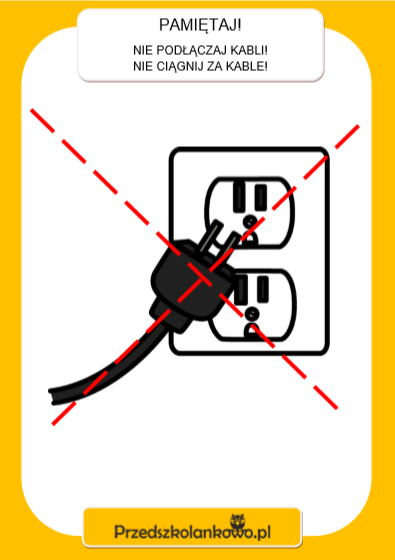 PAMIĘTAJ!
NIE PODŁĄCZAJ KABLI!
NIE CIĄGNIJ ZA KABLE!
Przedszkolankowo.pl